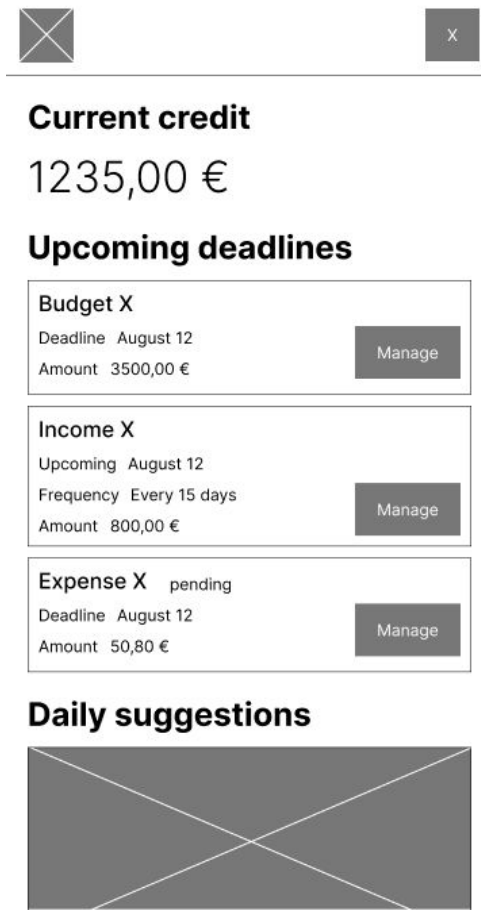 X
Current credit
1235,00 €
Upcoming deadlines
Budget X
Deadline August 12
Amount 3500,00 €
Manage
Income X
Upcoming August 12
Frequency Every 15 days
Amount 800,00 €
Manage
Expense X pending
Deadline August 12
Amount 50,80 €
Manage
Daily suggestions